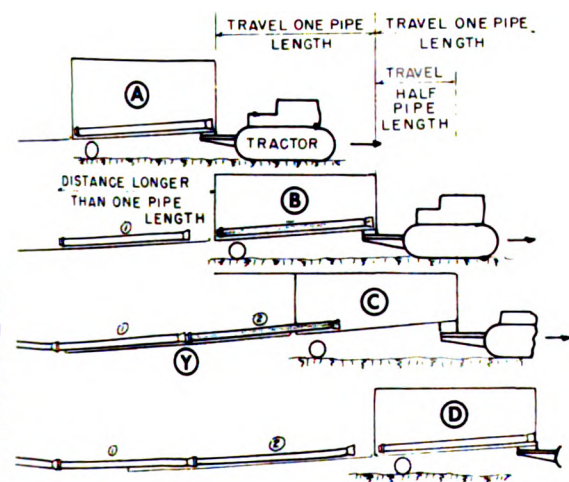 TRAVEL ONE PIPE LENGTH
TRAVEL ONE PIPE LENGTH
TRAVEL HALF PIPE LENGTH
A
TRACTOR
DISTANCE LONGER THAN ONE PIPE LENGTH
1
B
1
2
C
Y
1
2
D